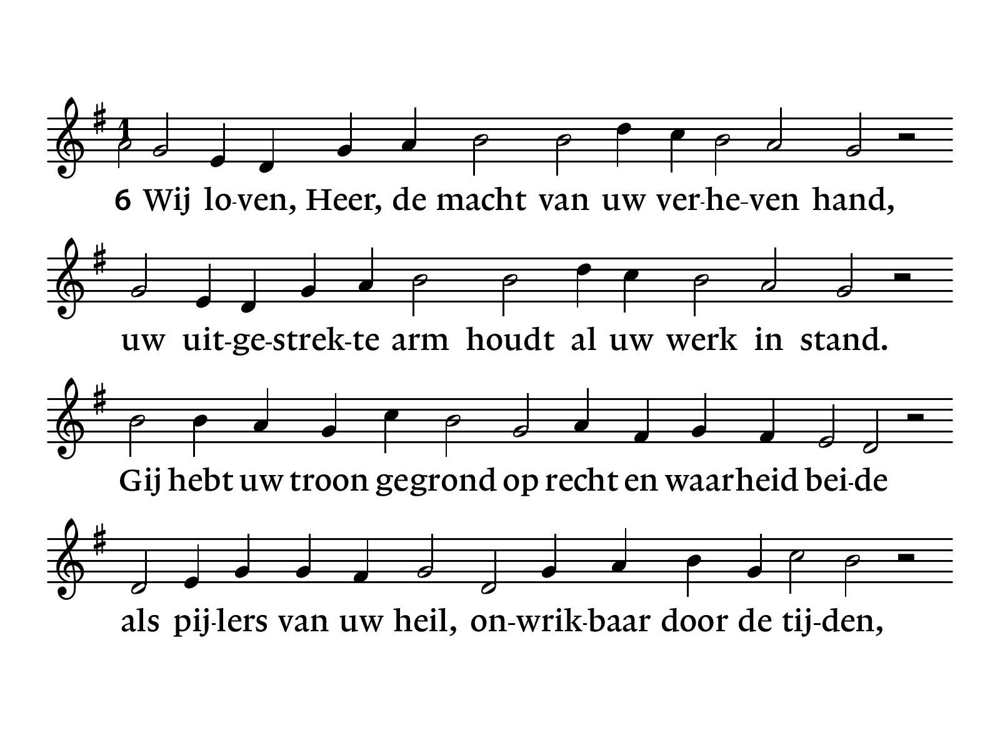 6 Wij lo-ven, Heer, de macht van uw ver-he-ven hand,
uw uit-ge-strek-te arm houdt al uw werk in stand.
Gij hebt uw troon gegrond op recht en waarheid bei-de
als pij-lers van uw heil, on-wrik-baar door de tij-den,